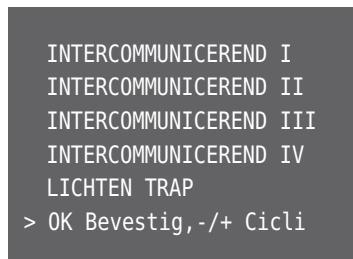 INTERCOMMUNICEREND I
INTERCOMMUNICEREND II
INTERCOMMUNICEREND III
INTERCOMMUNICEREND IV
LICHTEN TRAP
> OK Bevestig,-/+ Cicli